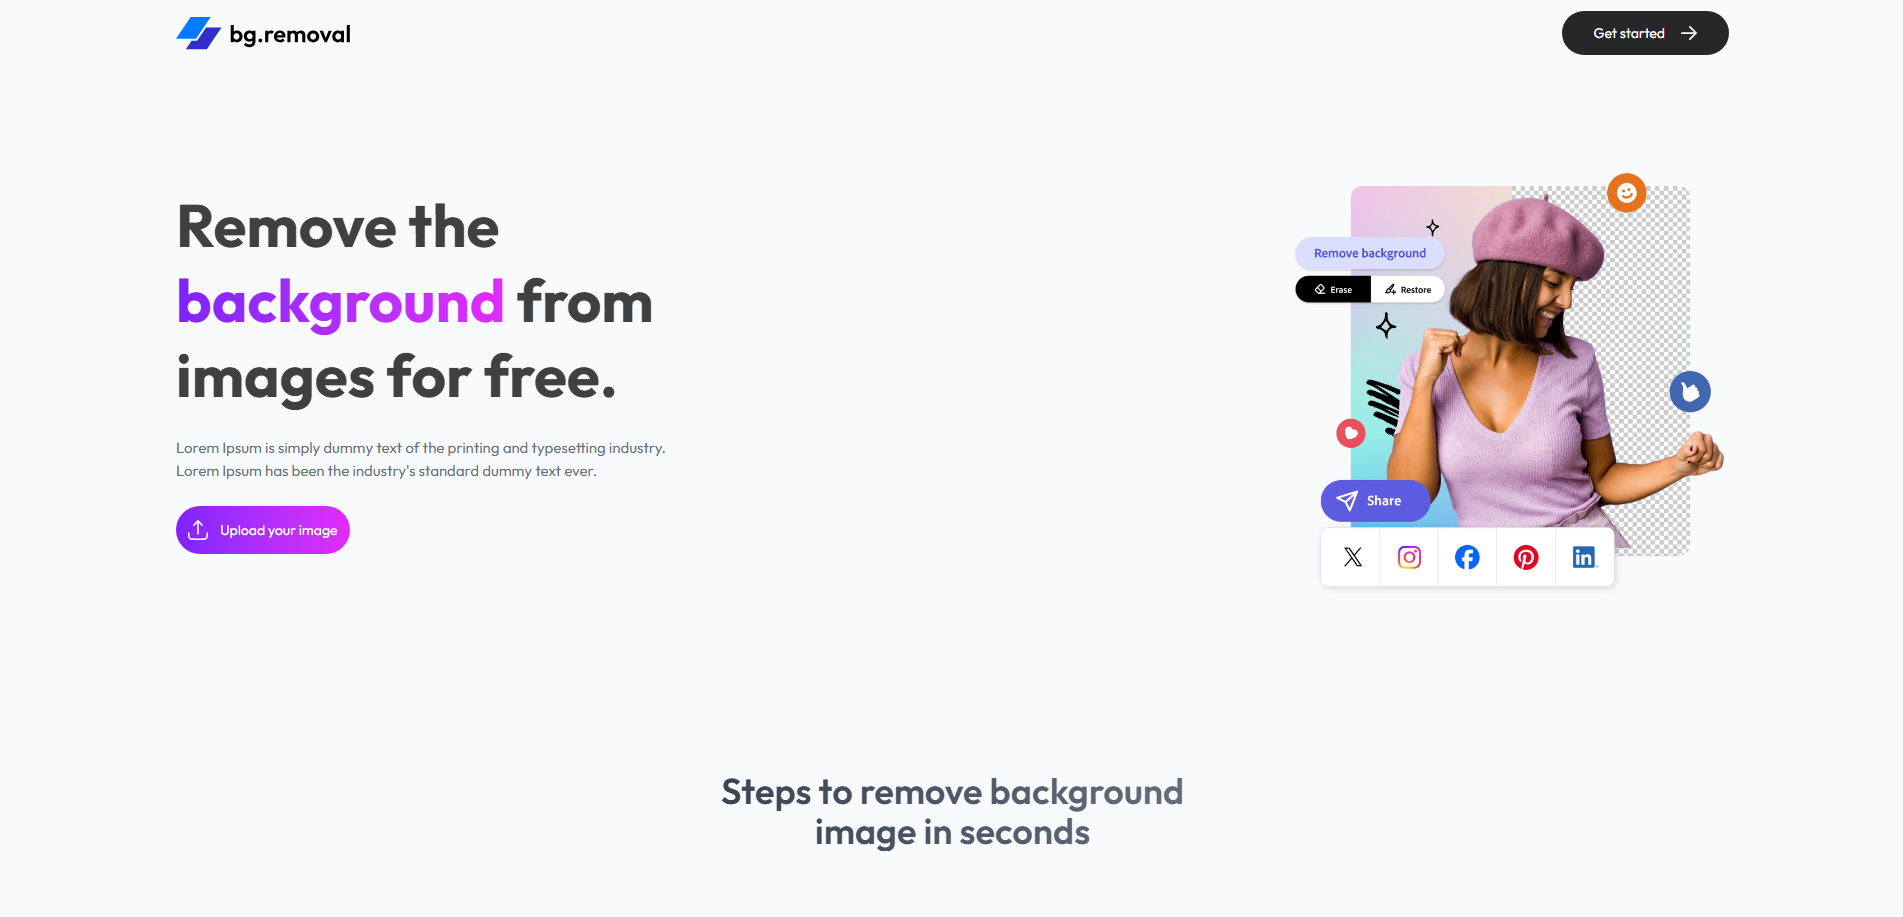 bg.removal
Get started
Remove the
background from
images for free.
Lorem Ipsum is simply dummy text of the printing and typesetting industry.
Lorem Ipsum has been the industry's standard dummy text ever.
Upload your image
Remove background
Erase
Restore
Share
Steps to remove background
image in seconds